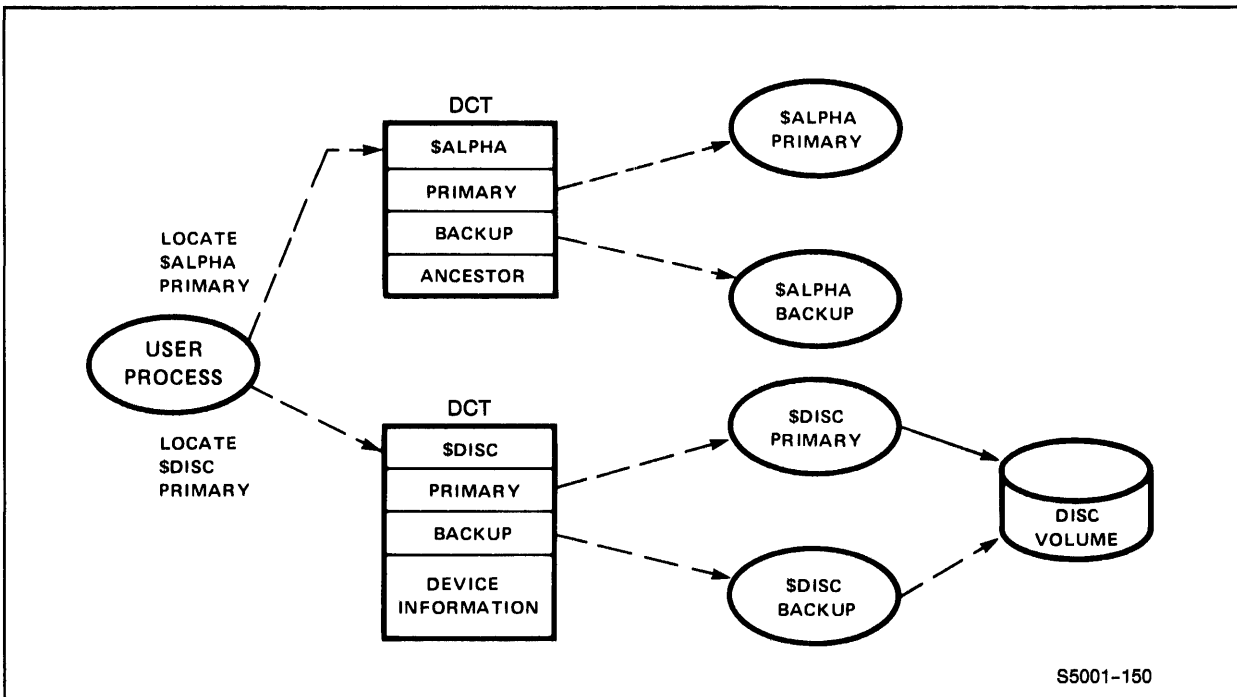 DCT
$ALPHA
PRIMARY
BACKUP
ANCESTOR
$ALPHA
PRIMARY
$ALPHA
BACKUP
LOCATE
$ALPHA
PRIMARY
USER
PROCESS
LOCATE
$DISC
PRIMARY
DCT
$DISC
PRIMARY
BACKUP
DEVICE
INFORMATION
$DISC
PRIMARY
$DISC
BACKUP
DISC
VOLUME
S5001-150